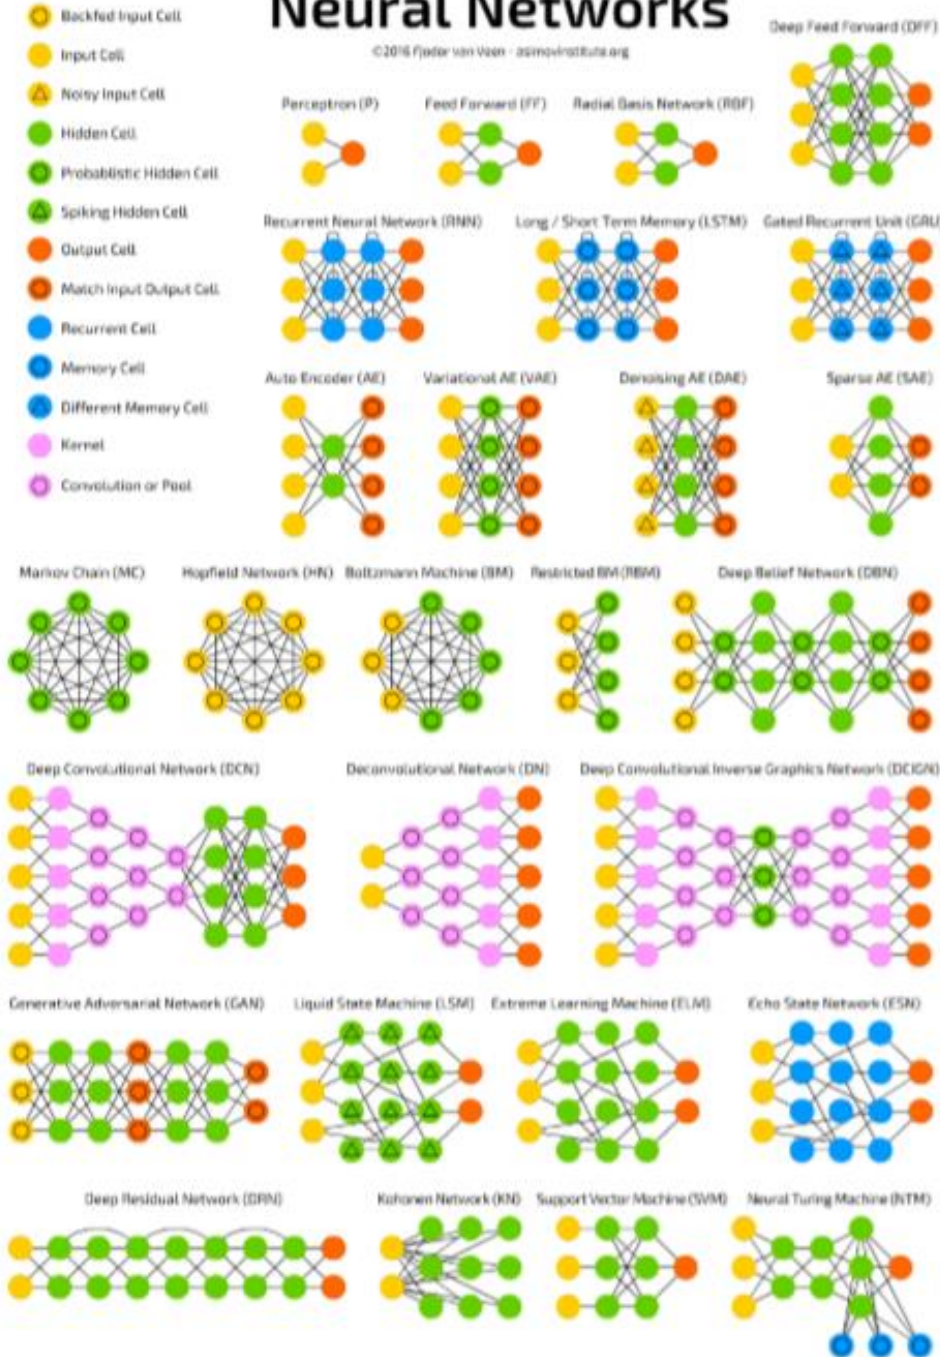 Neural Networks
©2016 Fjodor van Veen - asimovinstitute.org
Backfed Input Cell
Input Cell
Noisy Input Cell
Hidden Cell
Probablistic Hidden Cell
Spiking Hidden Cell
Output Cell
Match Input Output Cell
Recurrent Cell
Memory Cell
Different Memory Cell
Kernel
Convolution or Pool
Deep Feed Forward (DFF)
Perceptron (P)
Feed Forward (FF)
Radial Basis Network (RBF)
Recurrent Neural Network (RNN)
Long / Short Term Memory (LSTM)
Gated Recurrent Unit (GRU
Auto Encoder (AE)
Variational AE (VAE)
Denoising AE (DAE)
Sparse AE (SAE)
Markov Chain (MC)
Hopfield Network (HN)
Boltzmann Machine (BM)
Restricted BM (RBM)
Deep Belief Network (DBN)
Deep Convolutional Network (DCN)
Deconvolutional Network (DN)
Deep Convolutional Inverse Graphics Network (DCIGN)
Generative Adversarial Network (GAN)
Liquid State Machine (LSM)
Extreme Learning Machine (ELM)
Echo State Network (ESN)
Deep Residual Network (DRN)
Kohonen Network (KN)
Support Vector Machine (SVM)
Neural Turing Machine (NTM)